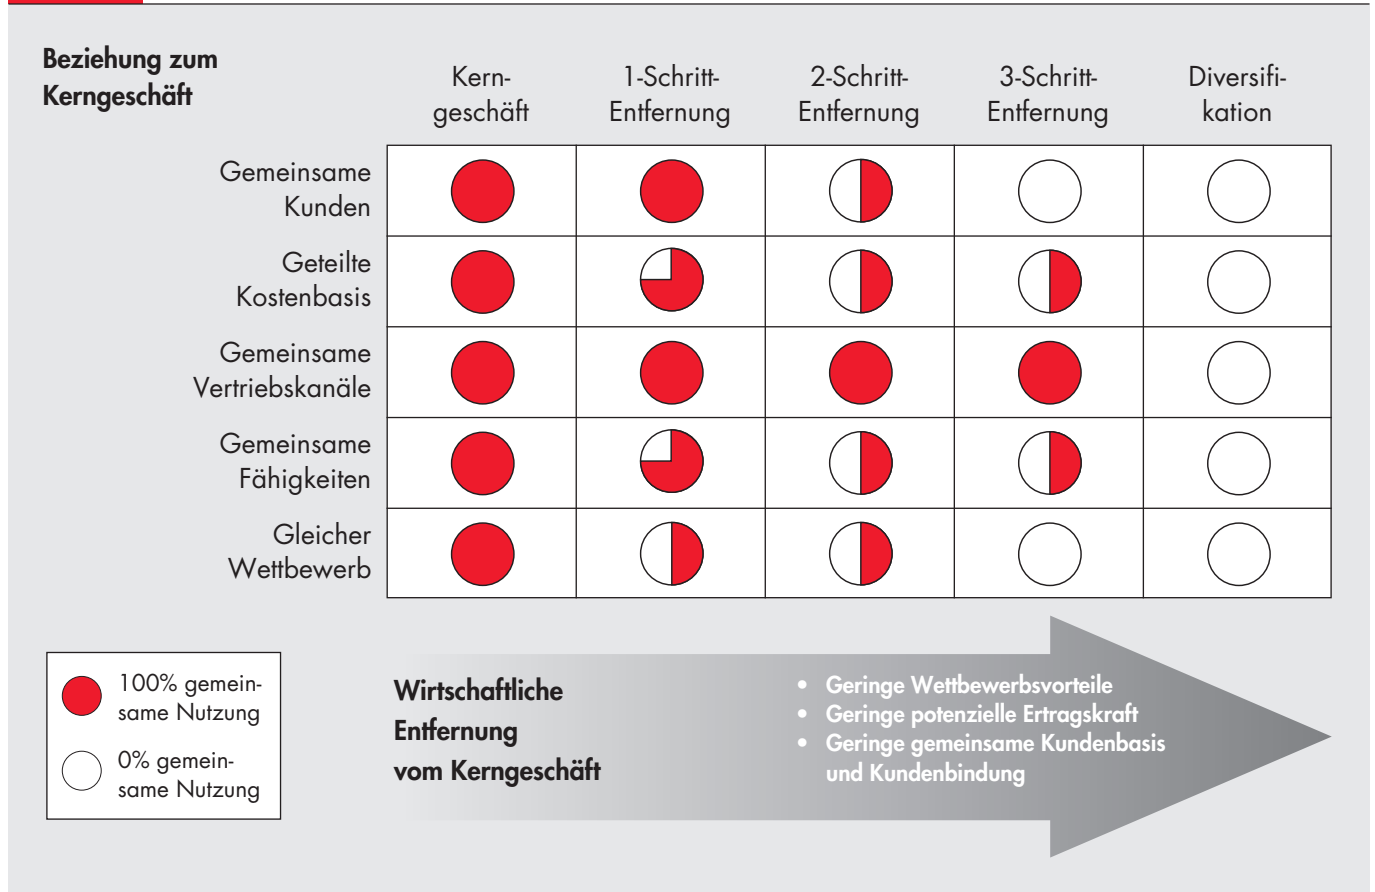 Beziehung zum
Kerngeschäft
Kern-
geschäft
1-Schritt-
Entfernung
2-Schritt-
Entfernung
3-Schritt-
Entfernung
Diversifi-
kation
Gemeinsame
Kunden
Geteilte
Kostenbasis
Gemeinsame
Vertriebskanäle
Gemeinsame
Fähigkeiten
Gleicher
Wettbewerb
100% gemein-
same Nutzung
0% gemein-
same Nutzung
Wirtschaftliche
Entfernung
vom Kerngeschäft
• Geringe Wettbewerbsvorteile
• Geringe potenzielle Ertragskraft
• Geringe gemeinsame Kundenbasis
und Kundenbindung